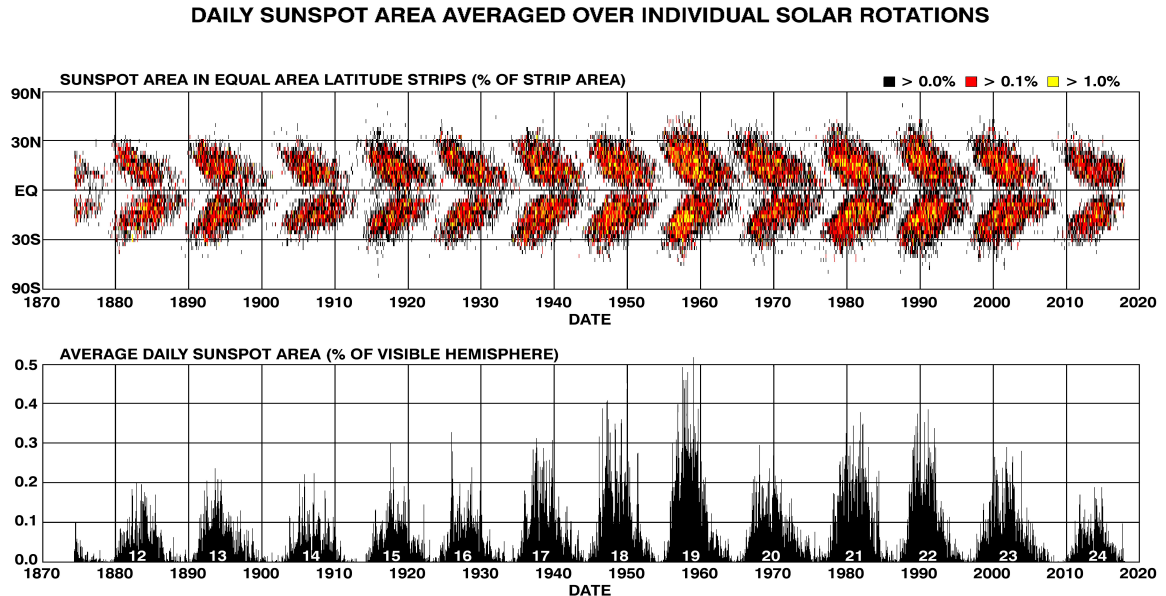 DAILY SUNSPOT AREA AVERAGED OVER INDIVIDUAL SOLAR ROTATIONS
SUNSPOT AREA IN EQUAL AREA LATITUDE STRIPS (% OF STRIP AREA)
> 0.0% > 0.1% > 1.0%
90N
30N
EQ
30S
90S
1870 1880 1890 1900 1910 1920 1930 1940 1950 1960 1970 1980 1990 2000 2010 2020
DATE
AVERAGE DAILY SUNSPOT AREA (% OF VISIBLE HEMISPHERE)
0.5
0.4
0.3
0.2
0.1
0.0
12 13 14 15 16 17 18 19 20 21 22 23 24
1870 1880 1890 1900 1910 1920 1930 1940 1950 1960 1970 1980 1990 2000 2010 2020
DATE